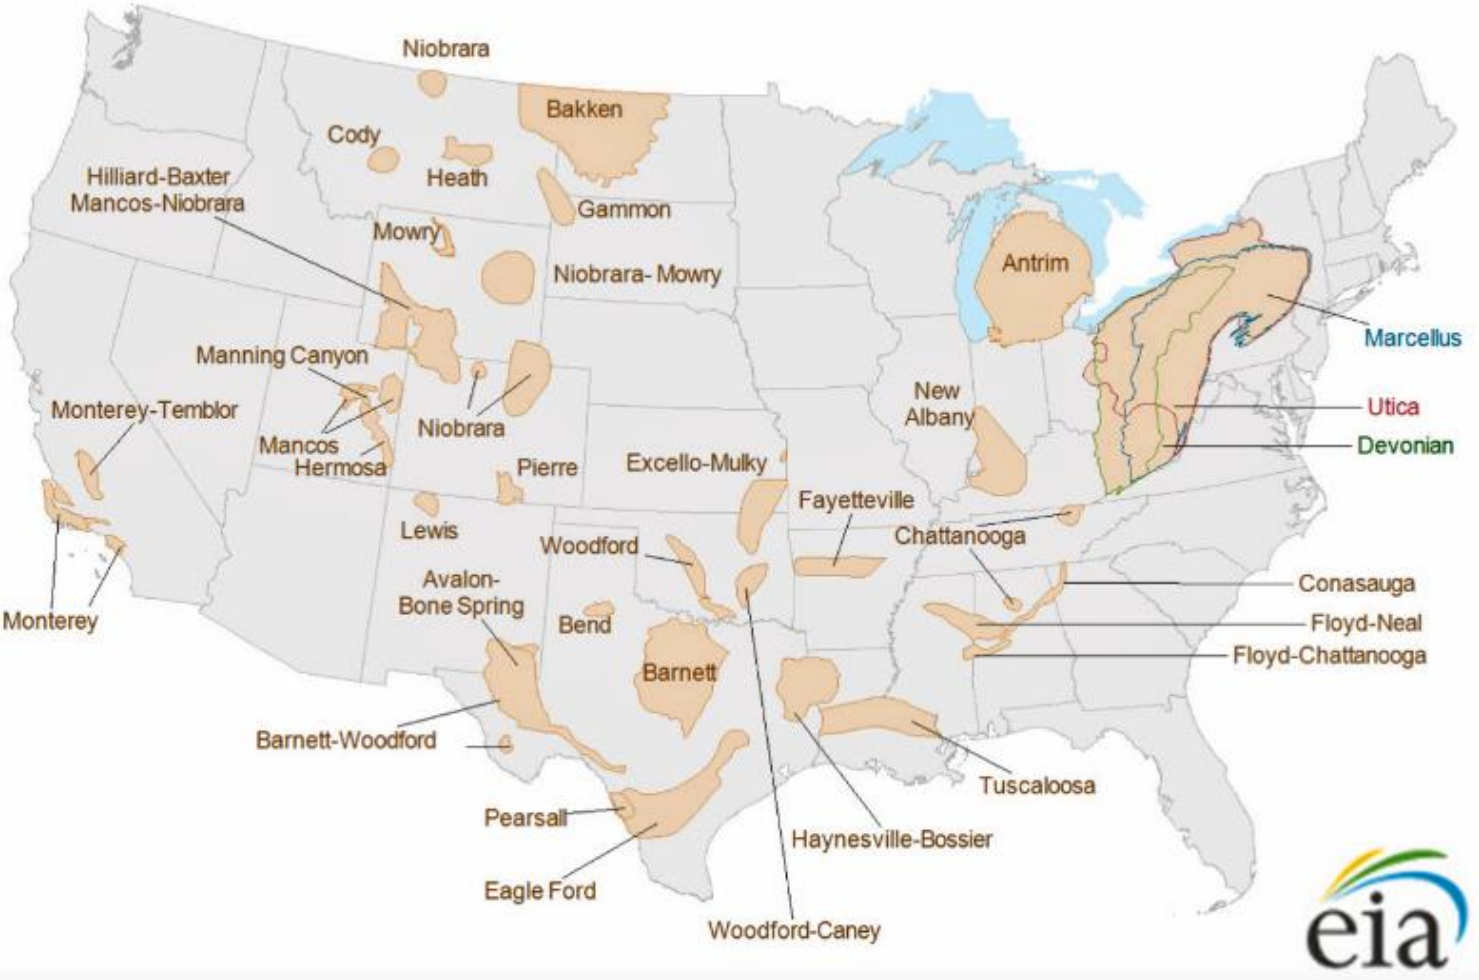 Niobrara
Bakken
Cody
Heath
Hilliard-Baxter
Mancos-Niobrara
Gammon
Mowry
Niobrara- Mowry
Antrim
Marcellus
Manning Canyon
Monterey-Temblor
New
Albany
Utica
Niobrara
Mancos
Hermosa
Devonian
Pierre
Excello-Mulky
Fayetteville
Lewis
Woodford
Chattanooga
Avalon-
Bone Spring
Conasauga
Monterey
Bend
Floyd-Neal
Floyd-Chattanooga
Barnett
Barnett-Woodford
Tuscaloosa
Pearsall
Haynesville-Bossier
Eagle Ford
Woodford-Caney
eia